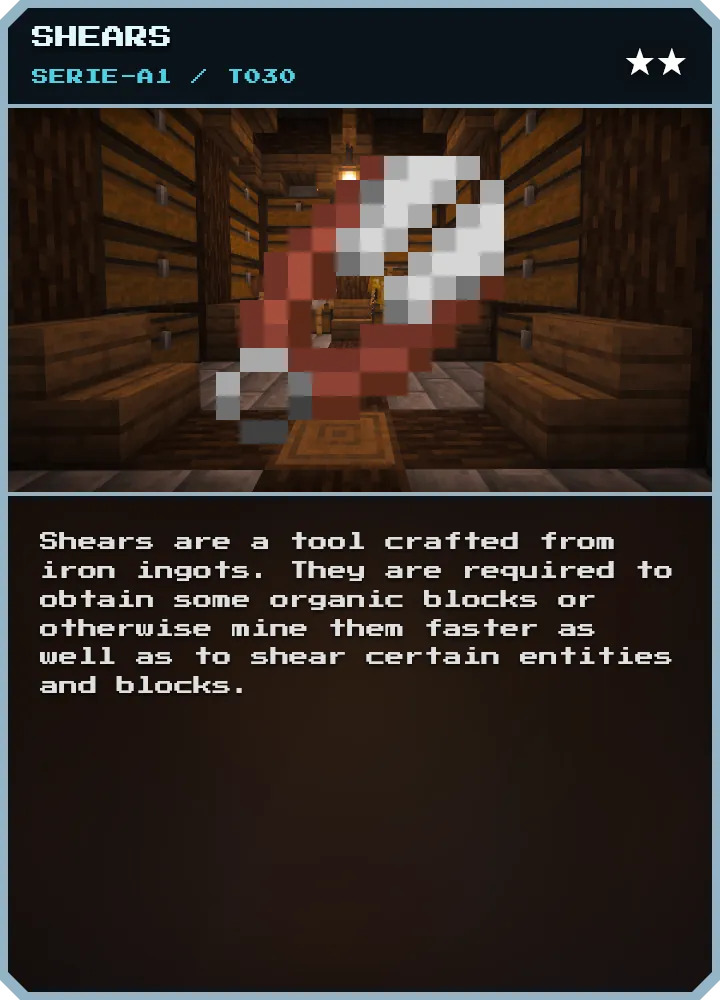 SHEARS
SERIE-A1 / T030
Shears are a tool crafted from
iron ingots. They are required to
obtain some organic blocks or
otherwise mine them faster as
well as to shear certain entities
and blocks.